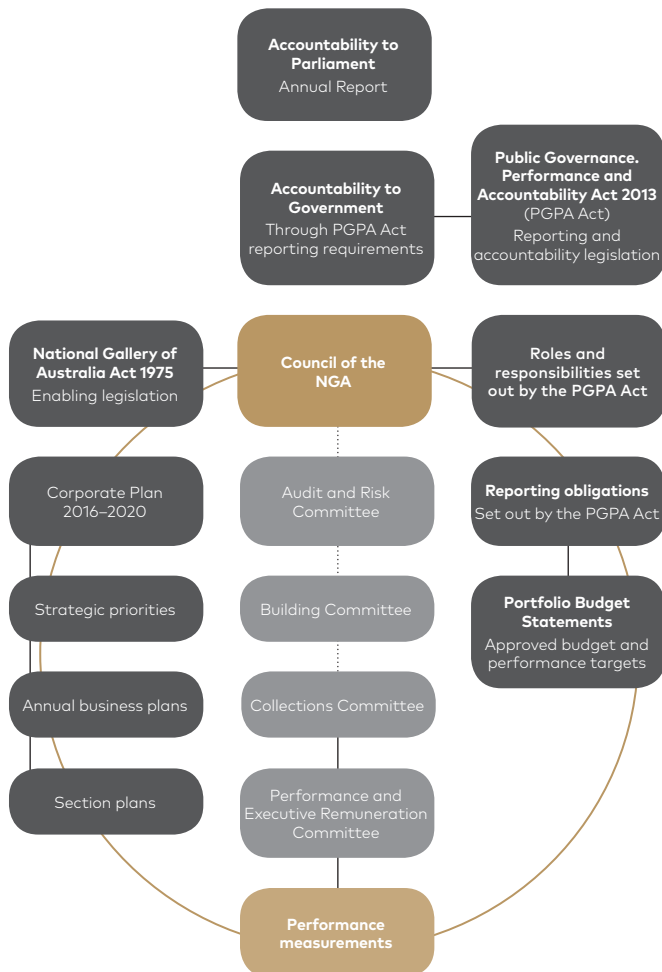 Accountability to
Parliament
Annual Report
Accountability to
Government
Through PGPA Act
reporting requirements
Public Governance.
Performance and
Accountability Act 2013
(PGPA Act)
Reporting and
accountability legislation
National Gallery of
Australia Act 1975
Enabling legislation
Council of the
NGA
Roles and
responsibilities set
out by the PGPA Act
Corporate Plan
2016–2020
Audit and Risk
Committee
Reporting obligations
Set out by the PGPA Act
Strategic priorities
Building Committee
Portfolio Budget
Statements
Approved budget and
performance targets
Annual business plans
Collections Committee
Section plans
Performance and
Executive Remuneration
Committee
Performance
measurements